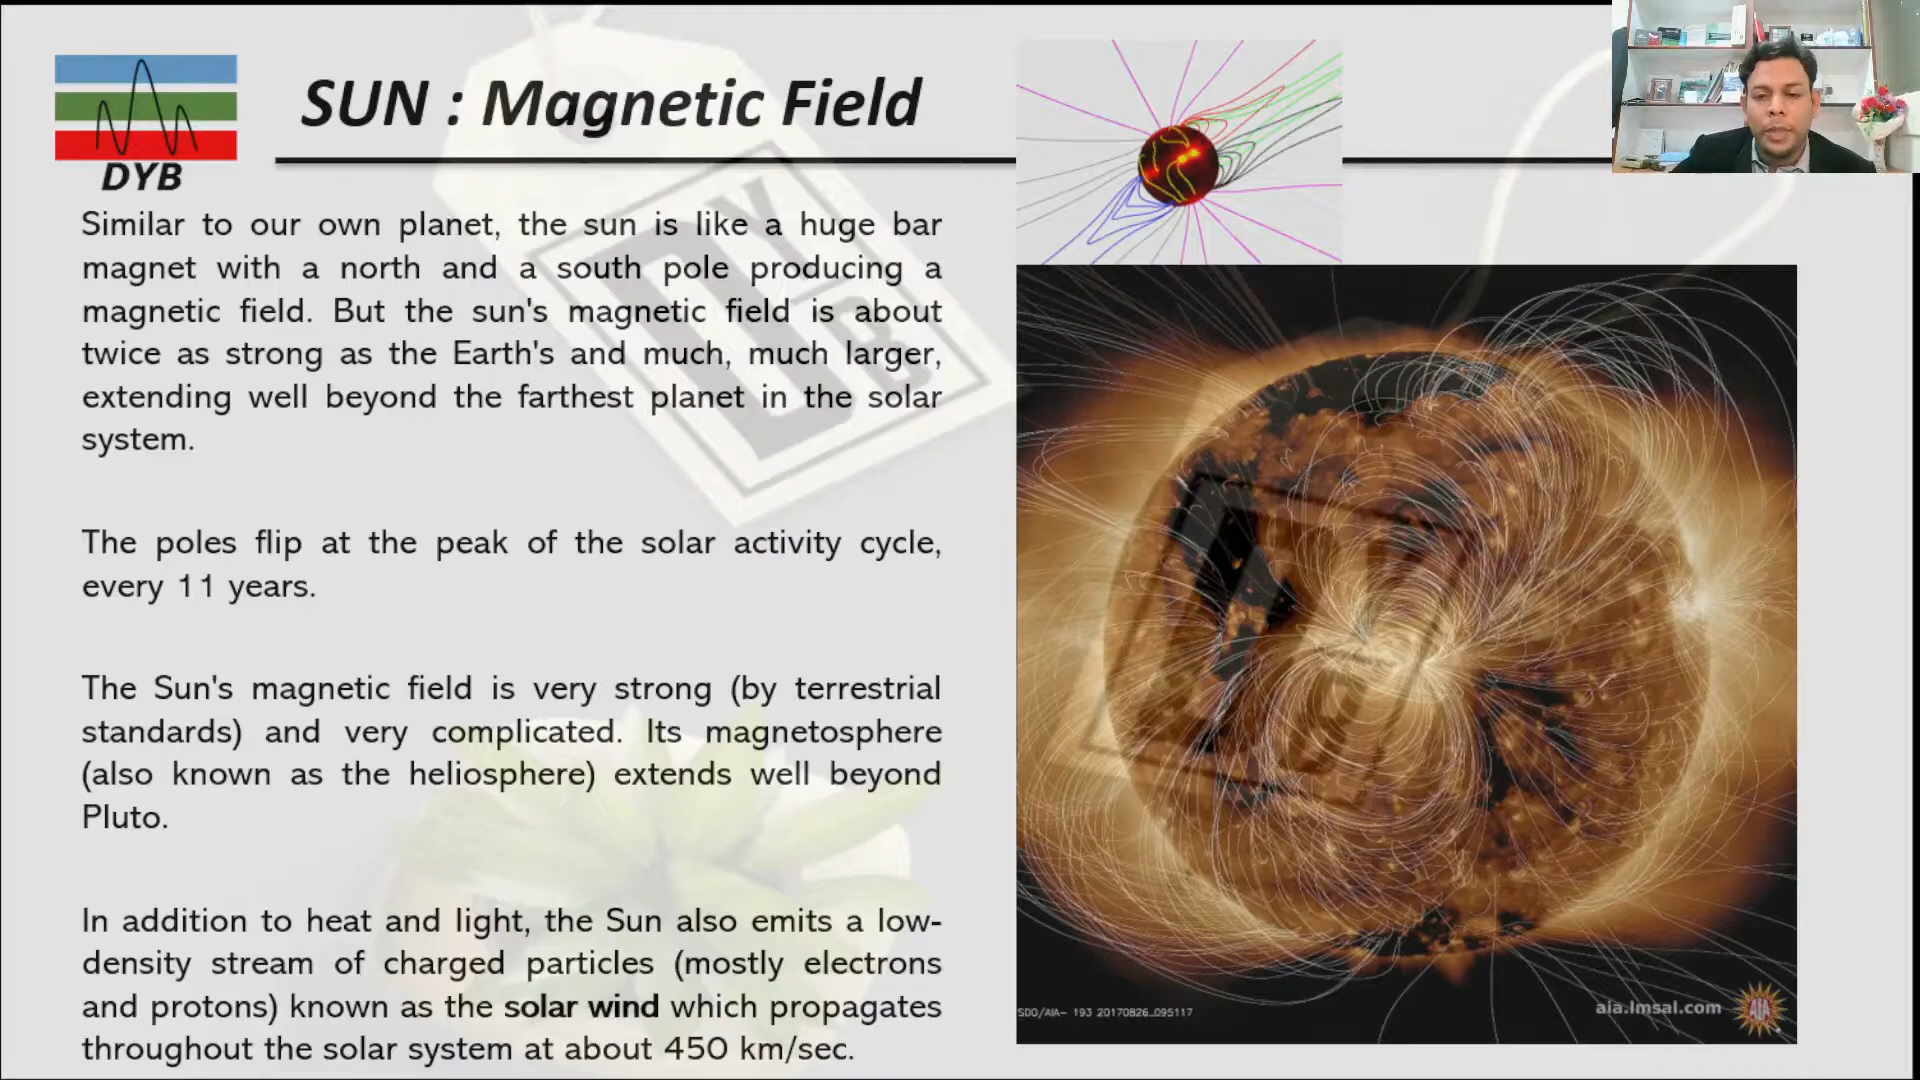 SUN : Magnetic Field
DYB
Similar to our own planet, the sun is like a huge bar
magnet with a north and a south pole producing a
magnetic field. But the sun's magnetic field is about
twice as strong as the Earth's and much, much larger,
extending well beyond the farthest planet in the solar
system.
The poles flip at the peak of the solar activity cycle,
every 11 years.
The Sun's magnetic field is very strong (by terrestrial
standards) and very complicated. Its magnetosphere
(also known as the heliosphere) extends well beyond
Pluto.
In addition to heat and light, the Sun also emits a low-
density stream of charged particles (mostly electrons
and protons) known as the solar wind which propagates
throughout the solar system at about 450 km/sec.
SDO/AIA- 193 20170826_095117
aia.lmsal.com
AIA
DYB